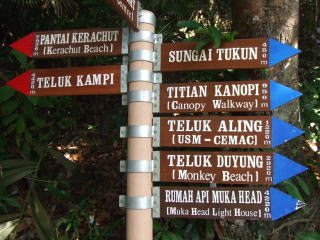 PANTAI KERACHUT
(Kerachut Beach)
TELUK KAMPI
SUNGAI TUKUN
TITIAN KANOPI
(Canopy Walkway)
TELUK ALING
(USM - CEMAC)
TELUK DUYUNG
(Monkey Beach)
RUMAH API MUKA HEAD
(Muka Head Light House)